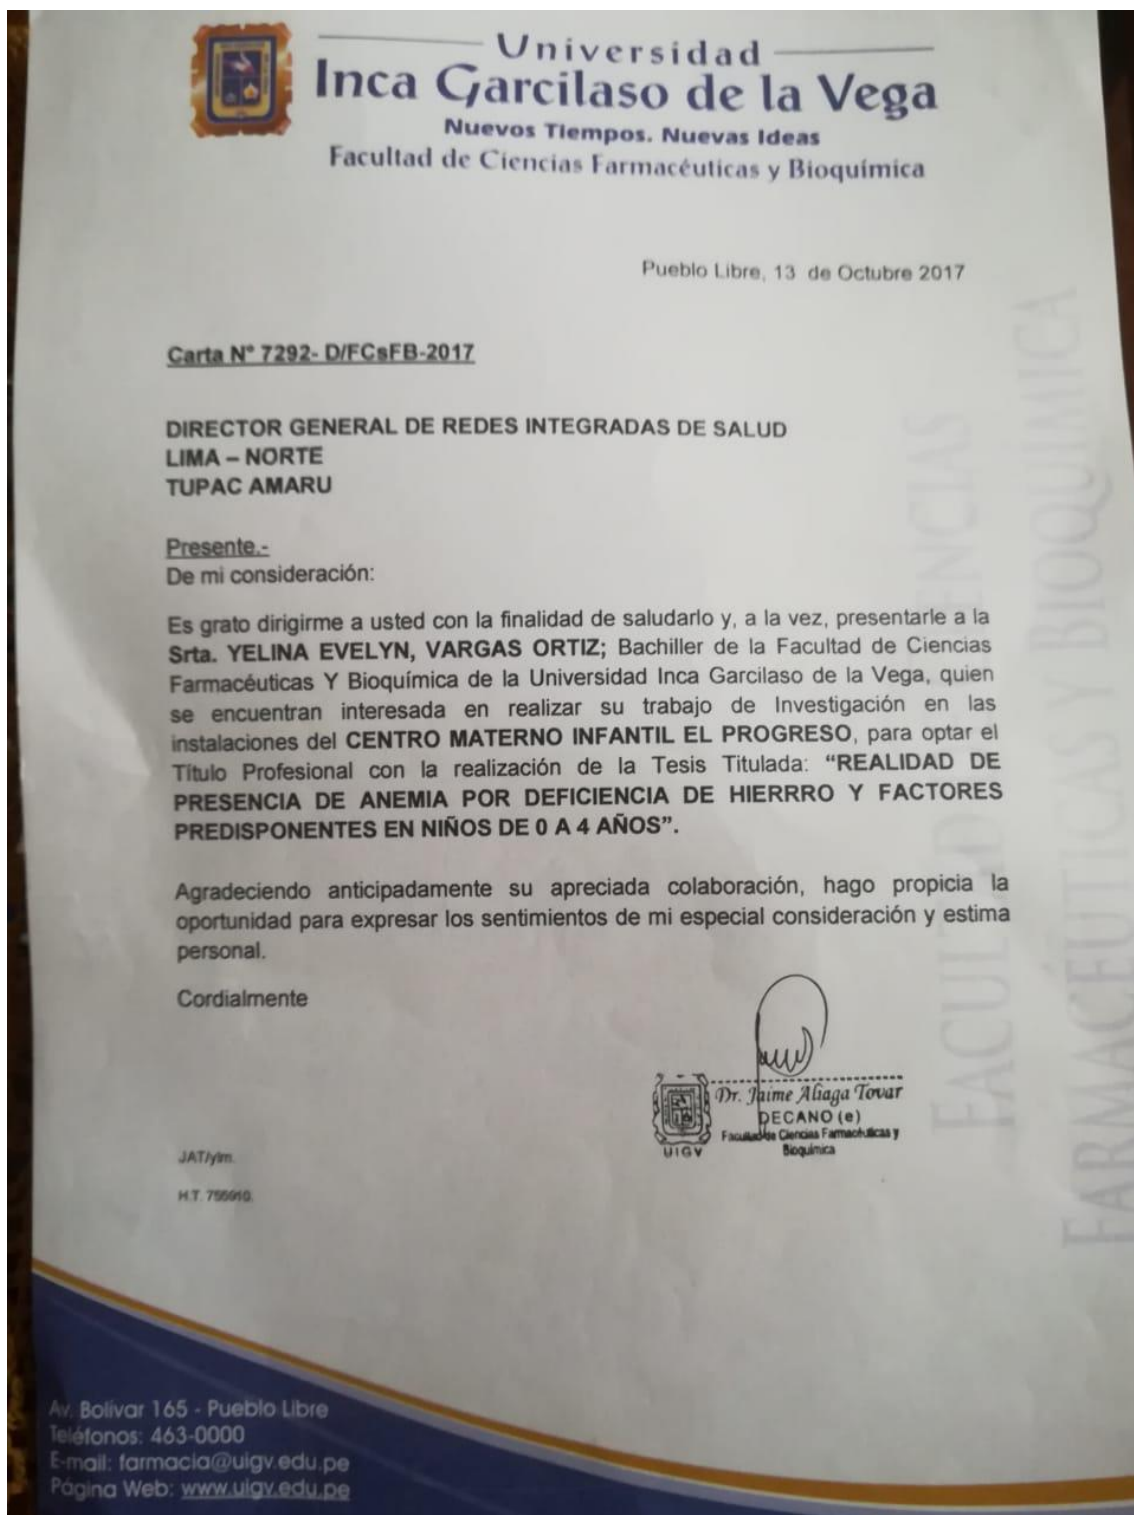 Universidad
Inca Garcilaso de la Vega
Nuevos Tiempos. Nuevas Ideas
Facultad de Ciencias Farmacéuticas y Bioquímica
Pueblo Libre, 13 de Octubre 2017
Carta N° 7292- D/FCsFB-2017
DIRECTOR GENERAL DE REDES INTEGRADAS DE SALUD
LIMA – NORTE
TUPAC AMARU
Presente.-
De mi consideración:
Es grato dirigirme a usted con la finalidad de saludarlo y, a la vez, presentarle a la
Srta. YELINA EVELYN, VARGAS ORTIZ; Bachiller de la Facultad de Ciencias
Farmacéuticas Y Bioquímica de la Universidad Inca Garcilaso de la Vega, quien
se encuentran interesada en realizar su trabajo de Investigación en las
instalaciones del CENTRO MATERNO INFANTIL EL PROGRESO, para optar el
Título Profesional con la realización de la Tesis Titulada: “REALIDAD DE
PRESENCIA DE ANEMIA POR DEFICIENCIA DE HIERRRO Y FACTORES
PREDISPONENTES EN NIÑOS DE 0 A 4 AÑOS”.
Agradeciendo anticipadamente su apreciada colaboración, hago propicia la
oportunidad para expresar los sentimientos de mi especial consideración y estima
personal.
Cordialmente
Dr. Jaime Aliaga Tovar
DECANO (e)
Facultad de Ciencias Farmacéuticas y
Bioquímica
UIGV
JAT/ylm.
H.T.
FACULTAD DE CIENCIAS
FARMACÉUTICAS Y BIOQUIMICA
Av. Bolívar 165 - Pueblo Libre
Teléfonos: 463-0000
E-mail: farmacia@uigv.edu.pe
Página Web: www.uigv.edu.pe